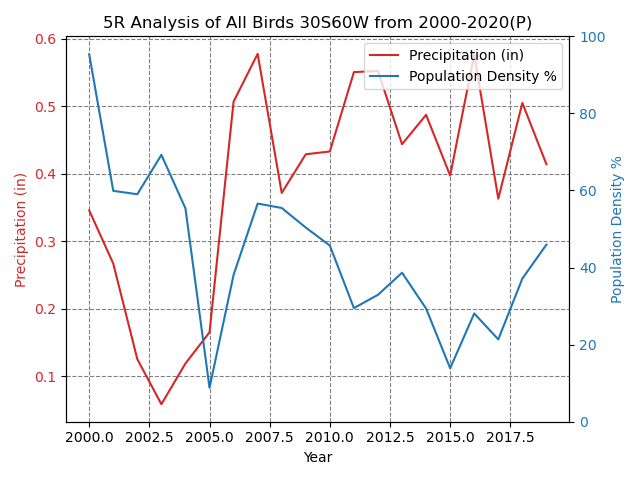 5R Analysis of All Birds 30S60W from 2000-2020(P)
Precipitation (in)
Population Density %
0.6
0.5
0.4
0.3
0.2
0.1
Precipitation (in)
100
80
60
40
20
0
Population Density %
2000.0 2002.5 2005.0 2007.5 2010.0 2012.5 2015.0 2017.5
Year